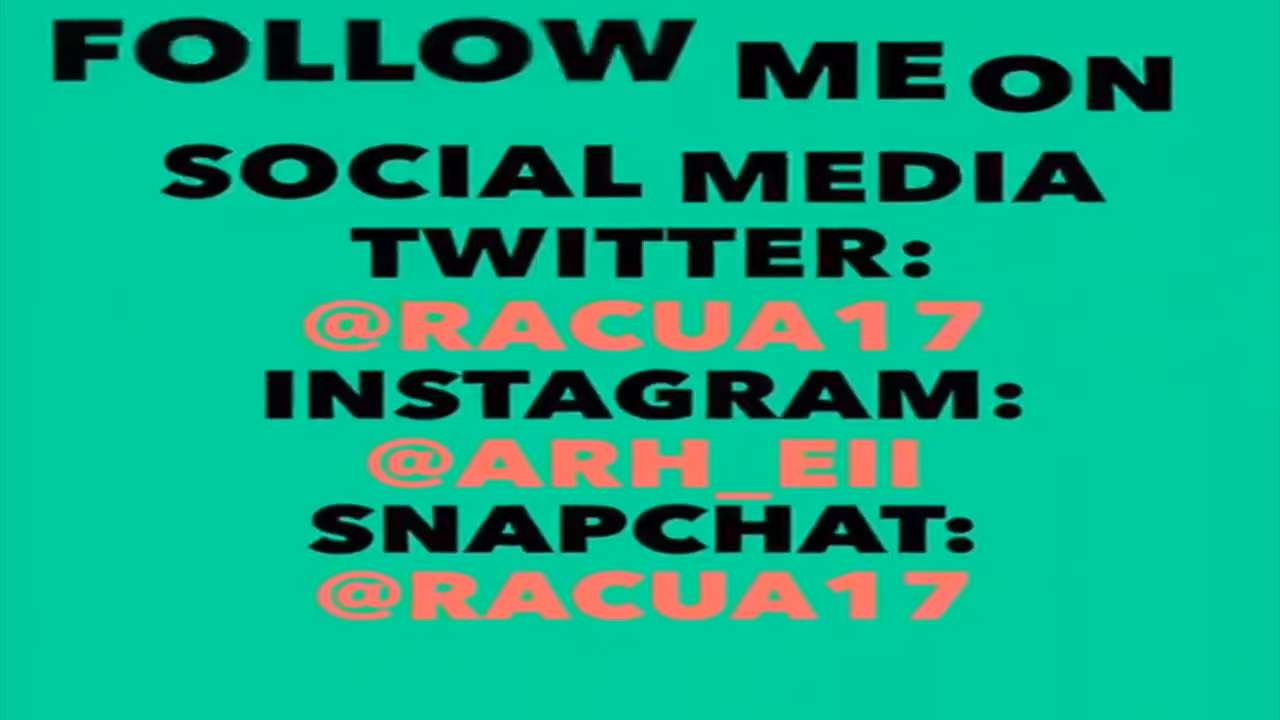 FOLLOW ME ON
SOCIAL MEDIA
TWITTER:
@RACUA17
INSTAGRAM:
@ARH_EII
SNAPCHAT:
@RACUA17